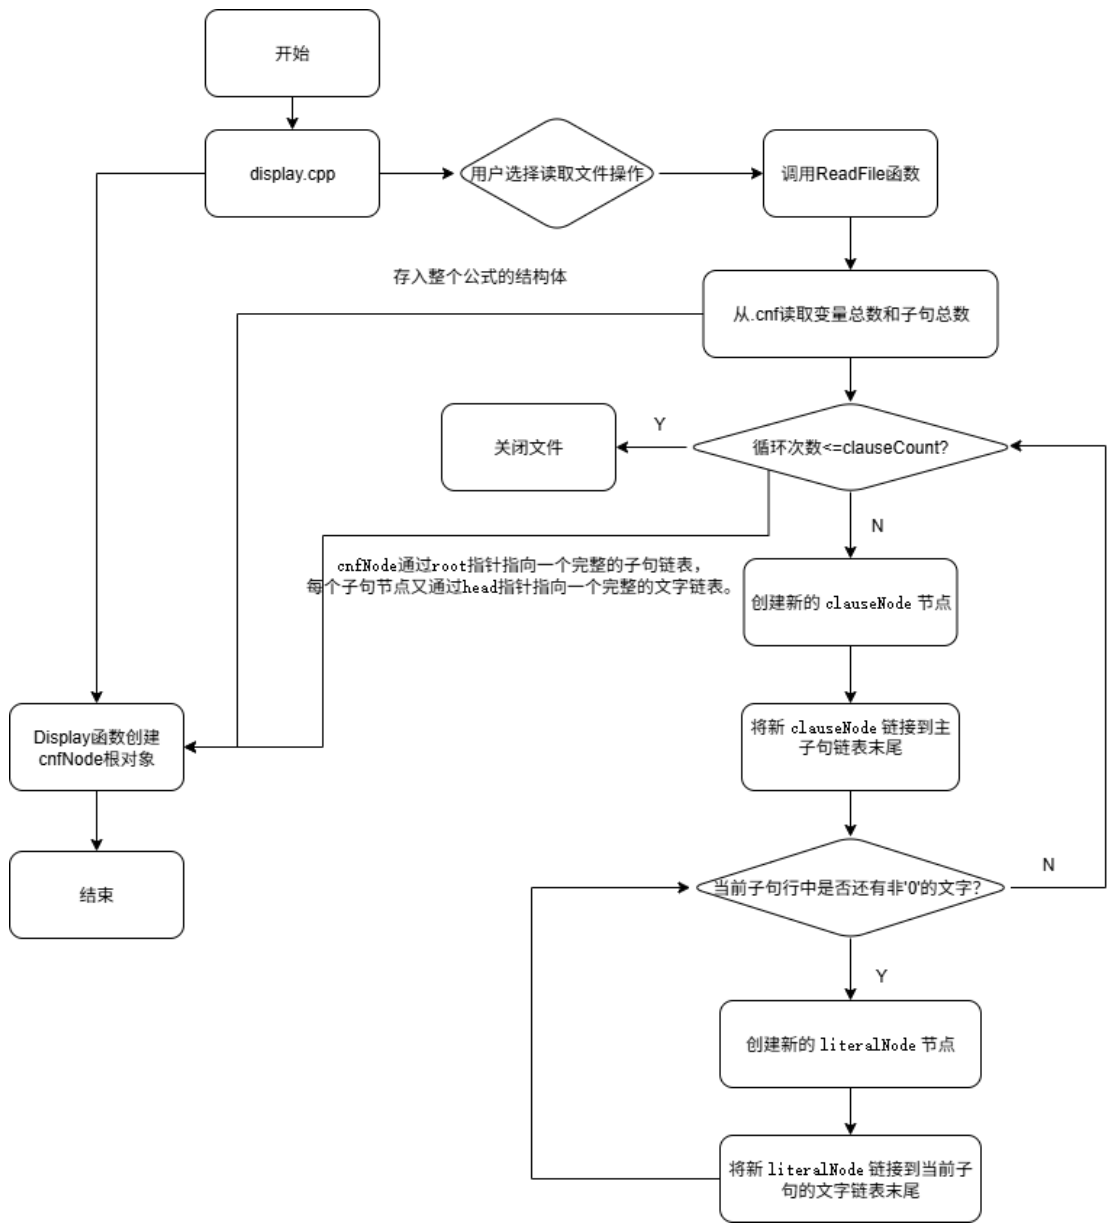 开始
display.cpp
用户选择读取文件操作
调用ReadFile函数
存入整个公式的结构体
从.cnf读取变量总数和子句总数
Y
关闭文件
循环次数<=clauseCount?
N
cnfNode通过root指针指向一个完整的子句链表，
每个子句节点又通过head指针指向一个完整的文字链表。
创建新的 clauseNode 节点
将新 clauseNode 链接到主
子句链表末尾
Display函数创建
cnfNode根对象
结束
当前子句行中是否还有非'0'的文字?
N
Y
创建新的 literalNode 节点
将新 literalNode 链接到当前子
句的文字链表末尾